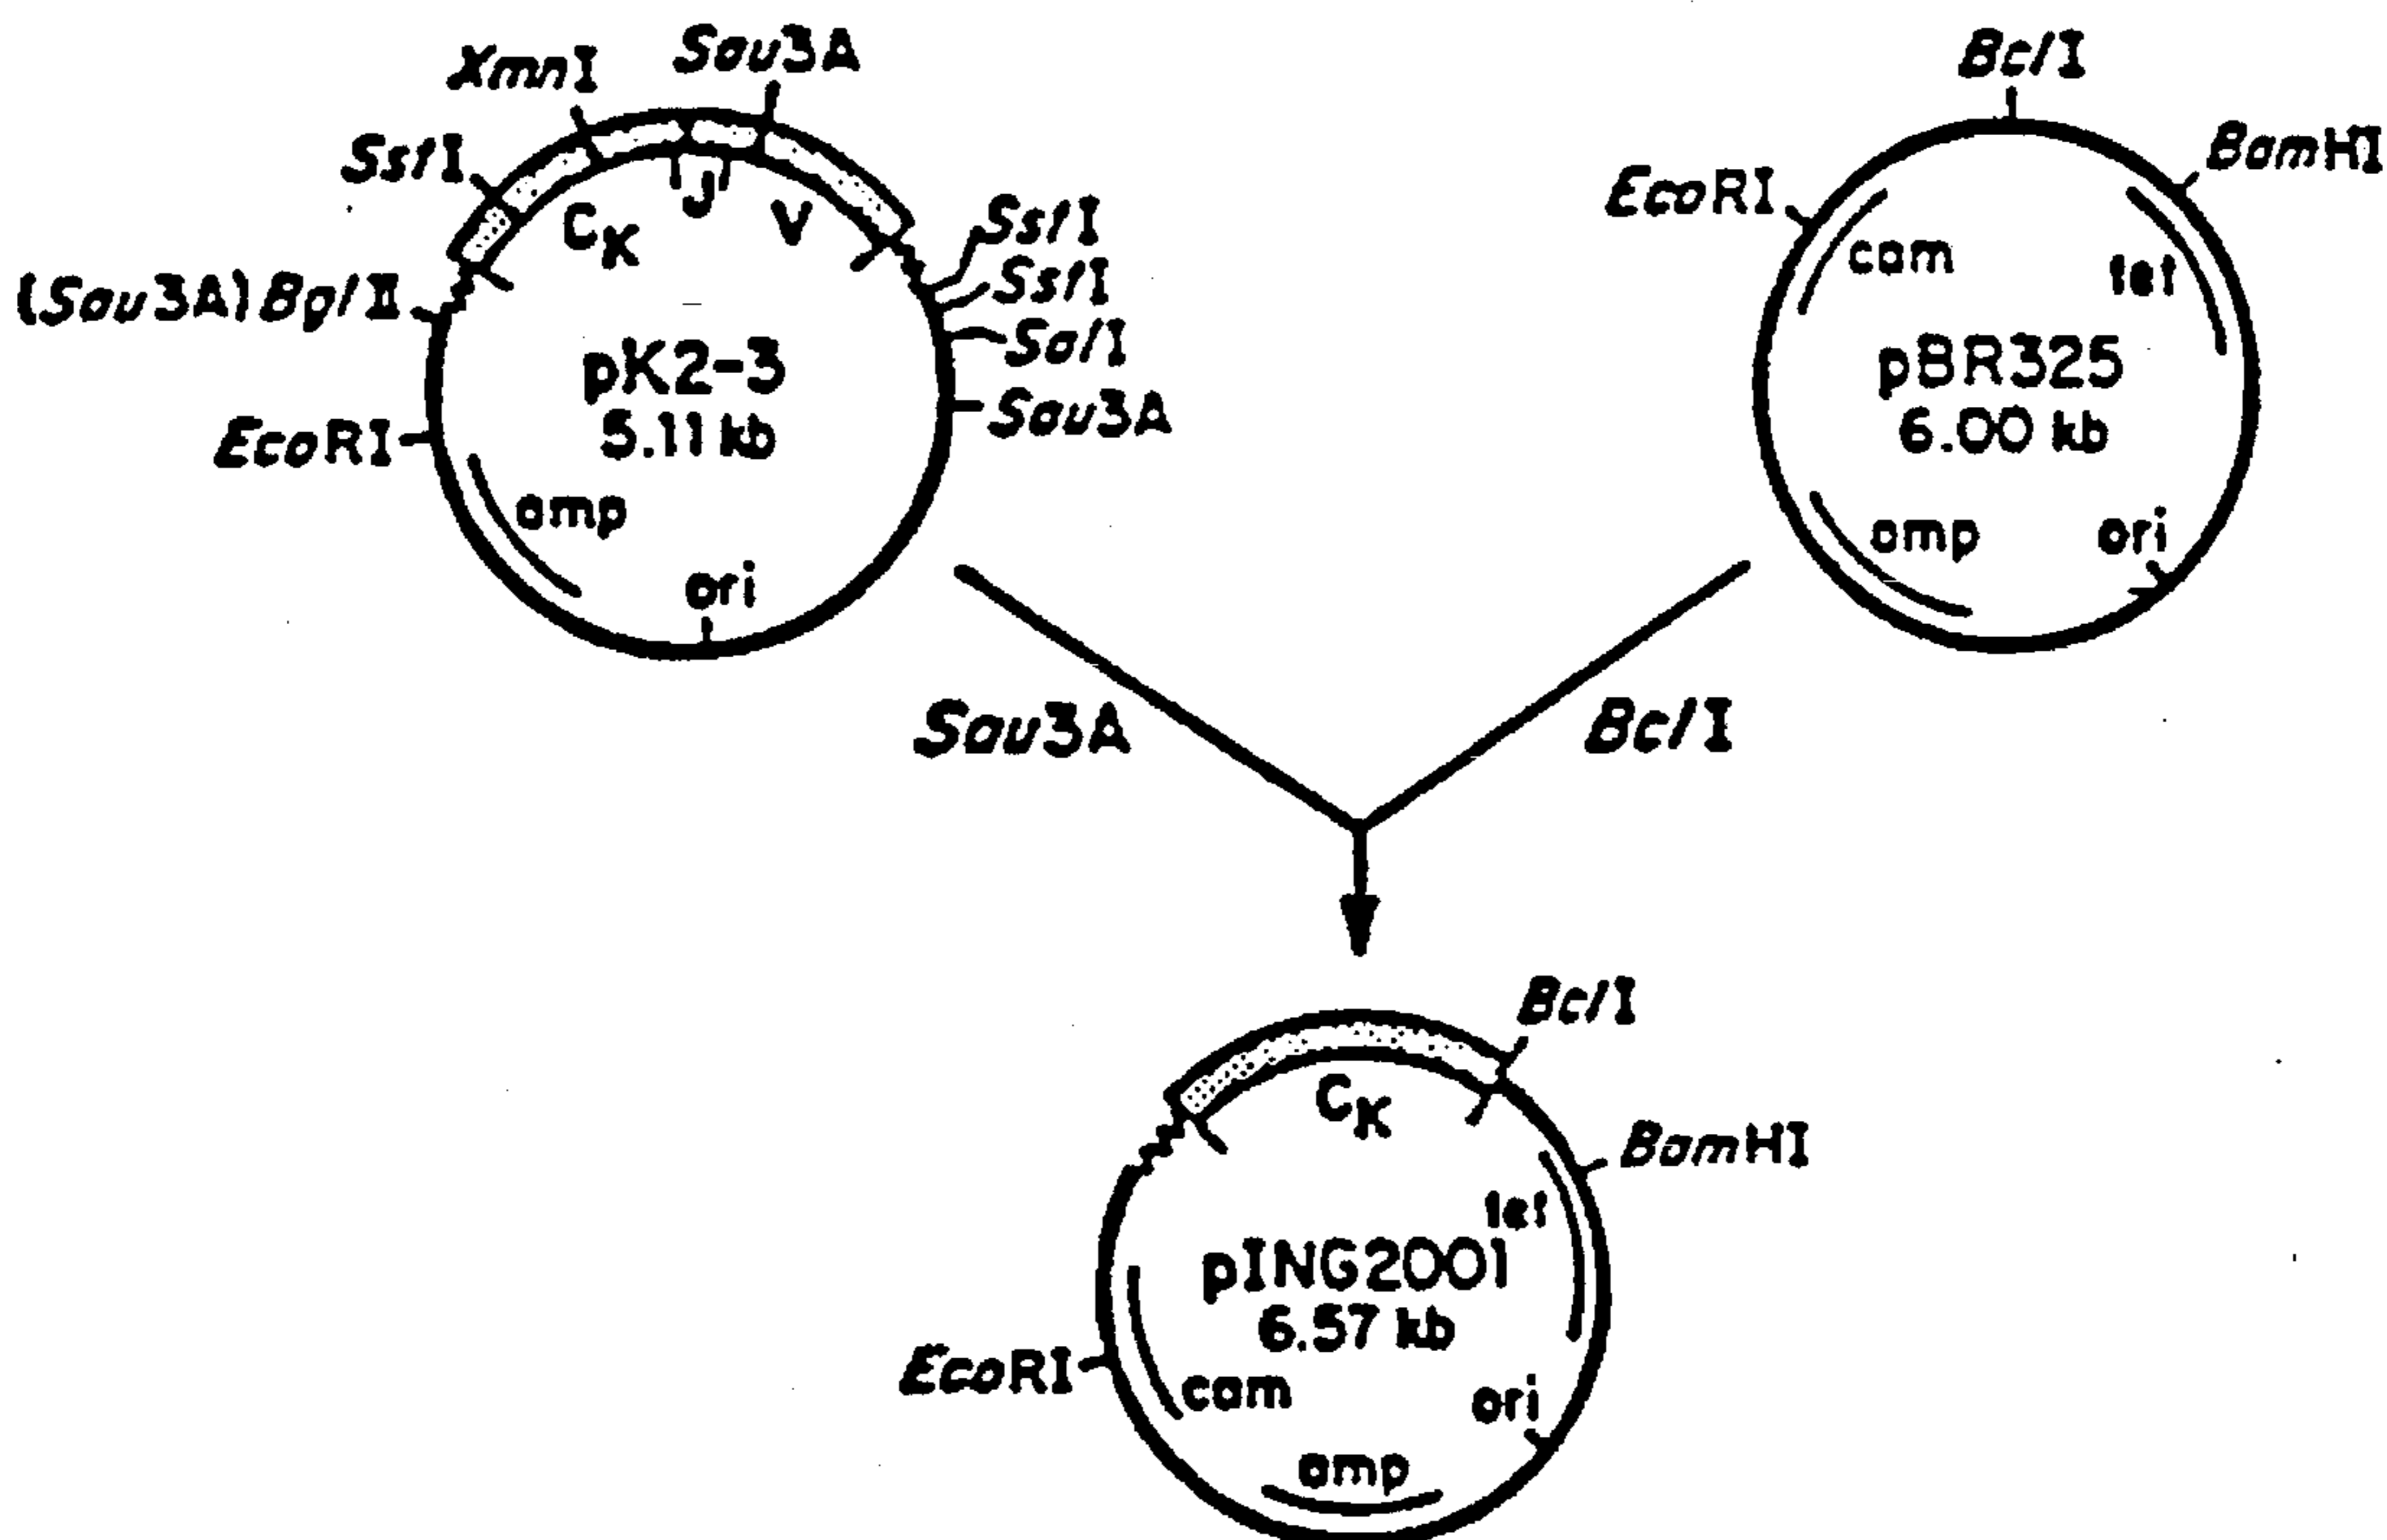 XmnI
Sau3A
SstI
CK
J
V
SstI
SstI
(Sau3A) BglII
SalI
pK2-3
5.11 kb
Sau3A
EcoRI
amp
ori
BclI
BamHI
EcoRI
cam
tet
pBR325
6.00 kb
amp
ori
Sau3A
BclI
BclI
CK
BamHI
tet
pING2001
6.57 kb
EcoRI
cam
ori
amp